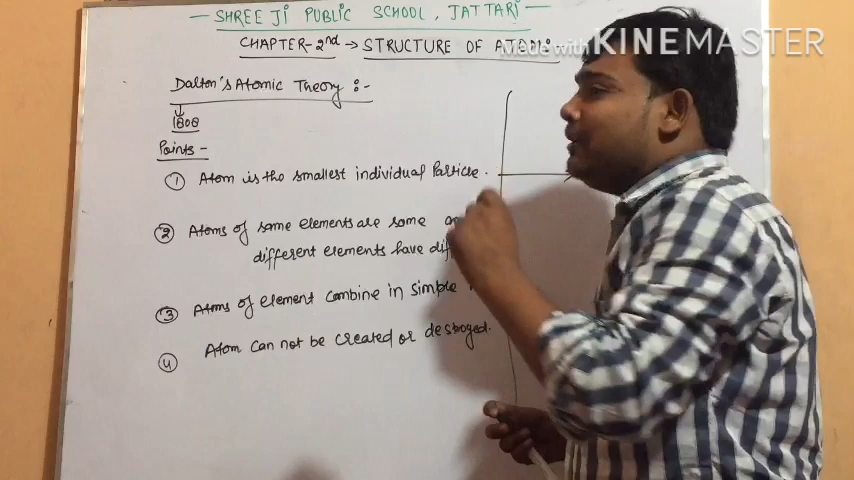 — SHREE JI PUBLIC SCHOOL, JATTARI —
CHAPTER-2nd → STRUCTURE OF ATOM :-
Made with KINEMASTER
Dalton's Atomic Theory :-
1808
Points -
① Atom is the smallest individual Particle.
② Atoms of same elements are same
different elements have
③ Atoms of element combine in simple
④ Atom can not be created or destroyed.